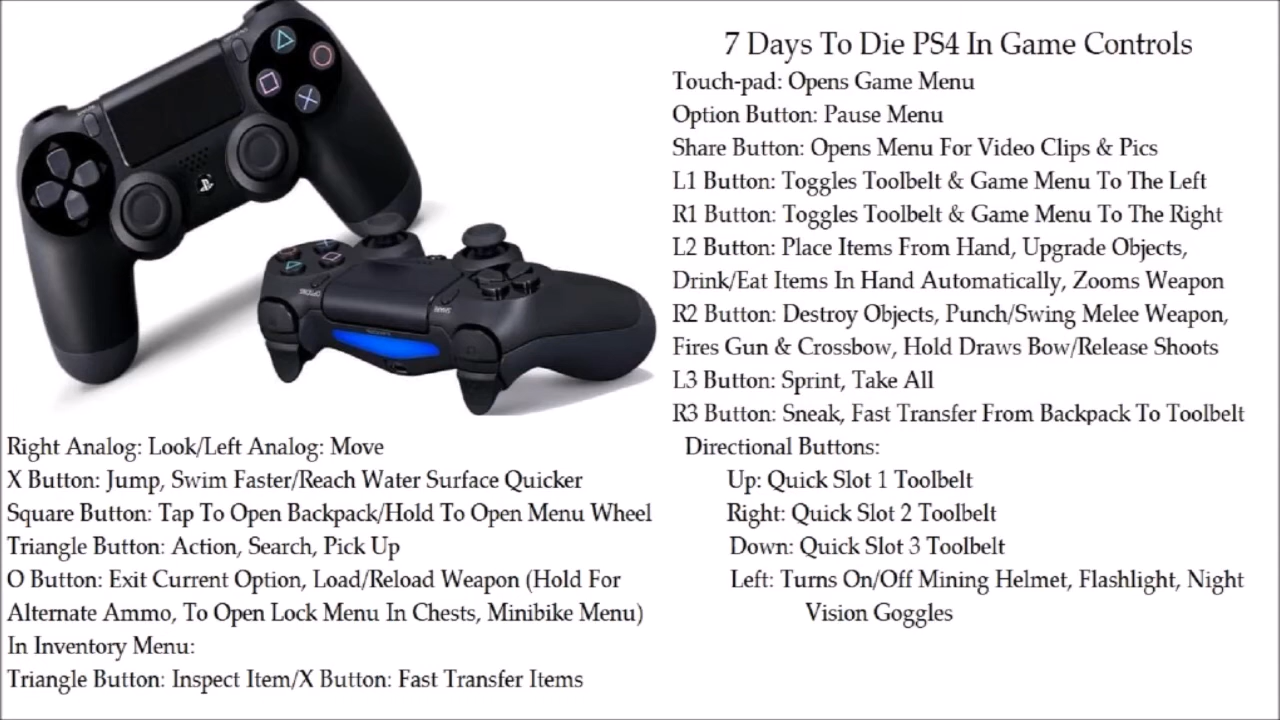 7 Days To Die PS4 In Game Controls
Touch-pad: Opens Game Menu
Option Button: Pause Menu
Share Button: Opens Menu For Video Clips & Pics
L1 Button: Toggles Toolbelt & Game Menu To The Left
R1 Button: Toggles Toolbelt & Game Menu To The Right
L2 Button: Place Items From Hand, Upgrade Objects,
Drink/Eat Items In Hand Automatically, Zooms Weapon
R2 Button: Destroy Objects, Punch/Swing Melee Weapon,
Fires Gun & Crossbow, Hold Draws Bow/Release Shoots
L3 Button: Sprint, Take All
R3 Button: Sneak, Fast Transfer From Backpack To Toolbelt
Directional Buttons:
Up: Quick Slot 1 Toolbelt
Right: Quick Slot 2 Toolbelt
Down: Quick Slot 3 Toolbelt
Left: Turns On/Off Mining Helmet, Flashlight, Night
Vision Goggles
Right Analog: Look/Left Analog: Move
X Button: Jump, Swim Faster/Reach Water Surface Quicker
Square Button: Tap To Open Backpack/Hold To Open Menu Wheel
Triangle Button: Action, Search, Pick Up
O Button: Exit Current Option, Load/Reload Weapon (Hold For
Alternate Ammo, To Open Lock Menu In Chests, Minibike Menu)
In Inventory Menu:
Triangle Button: Inspect Item/X Button: Fast Transfer Items
OPTIONS
SHARE